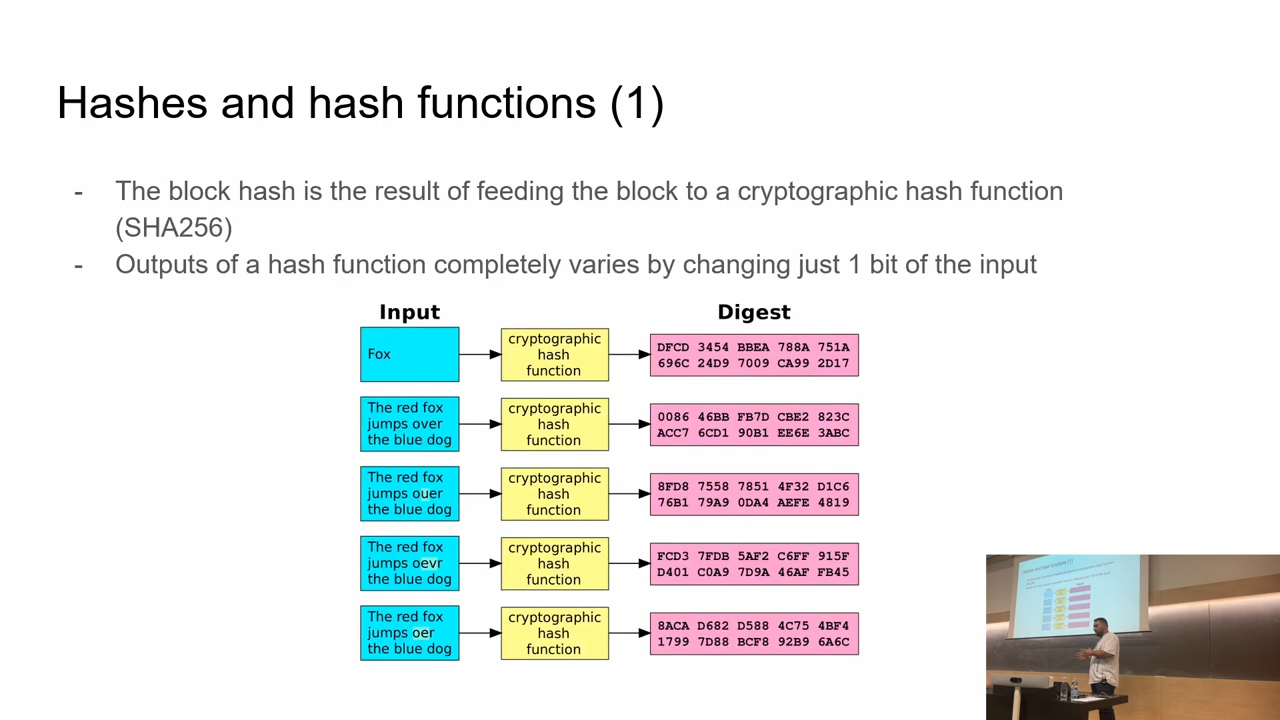 Hashes and hash functions (1)
- The block hash is the result of feeding the block to a cryptographic hash function
(SHA256)
- Outputs of a hash function completely varies by changing just 1 bit of the input
Input
Digest
Fox
cryptographic
hash
function
DFCD 3454 BBEA 788A 751A
696C 24D9 7009 CA99 2D17
The red fox
jumps over
the blue dog
cryptographic
hash
function
0086 46BB FB7D CBE2 823C
ACC7 6CD1 90B1 EE6E 3ABC
The red fox
jumps ouer
the blue dog
cryptographic
hash
function
8FD8 7558 7851 4F32 D1C6
76B1 79A9 0DA4 AEFE 4819
The red fox
jumps oevr
the blue dog
cryptographic
hash
function
FCD3 7FDB 5AF2 C6FF 915F
D401 C0A9 7D9A 46AF FB45
The red fox
jumps oer
the blue dog
cryptographic
hash
function
8ACA D682 D588 4C75 4BF4
1799 7D88 BCF8 92B9 6A6C
Hashes and hash functions (1)